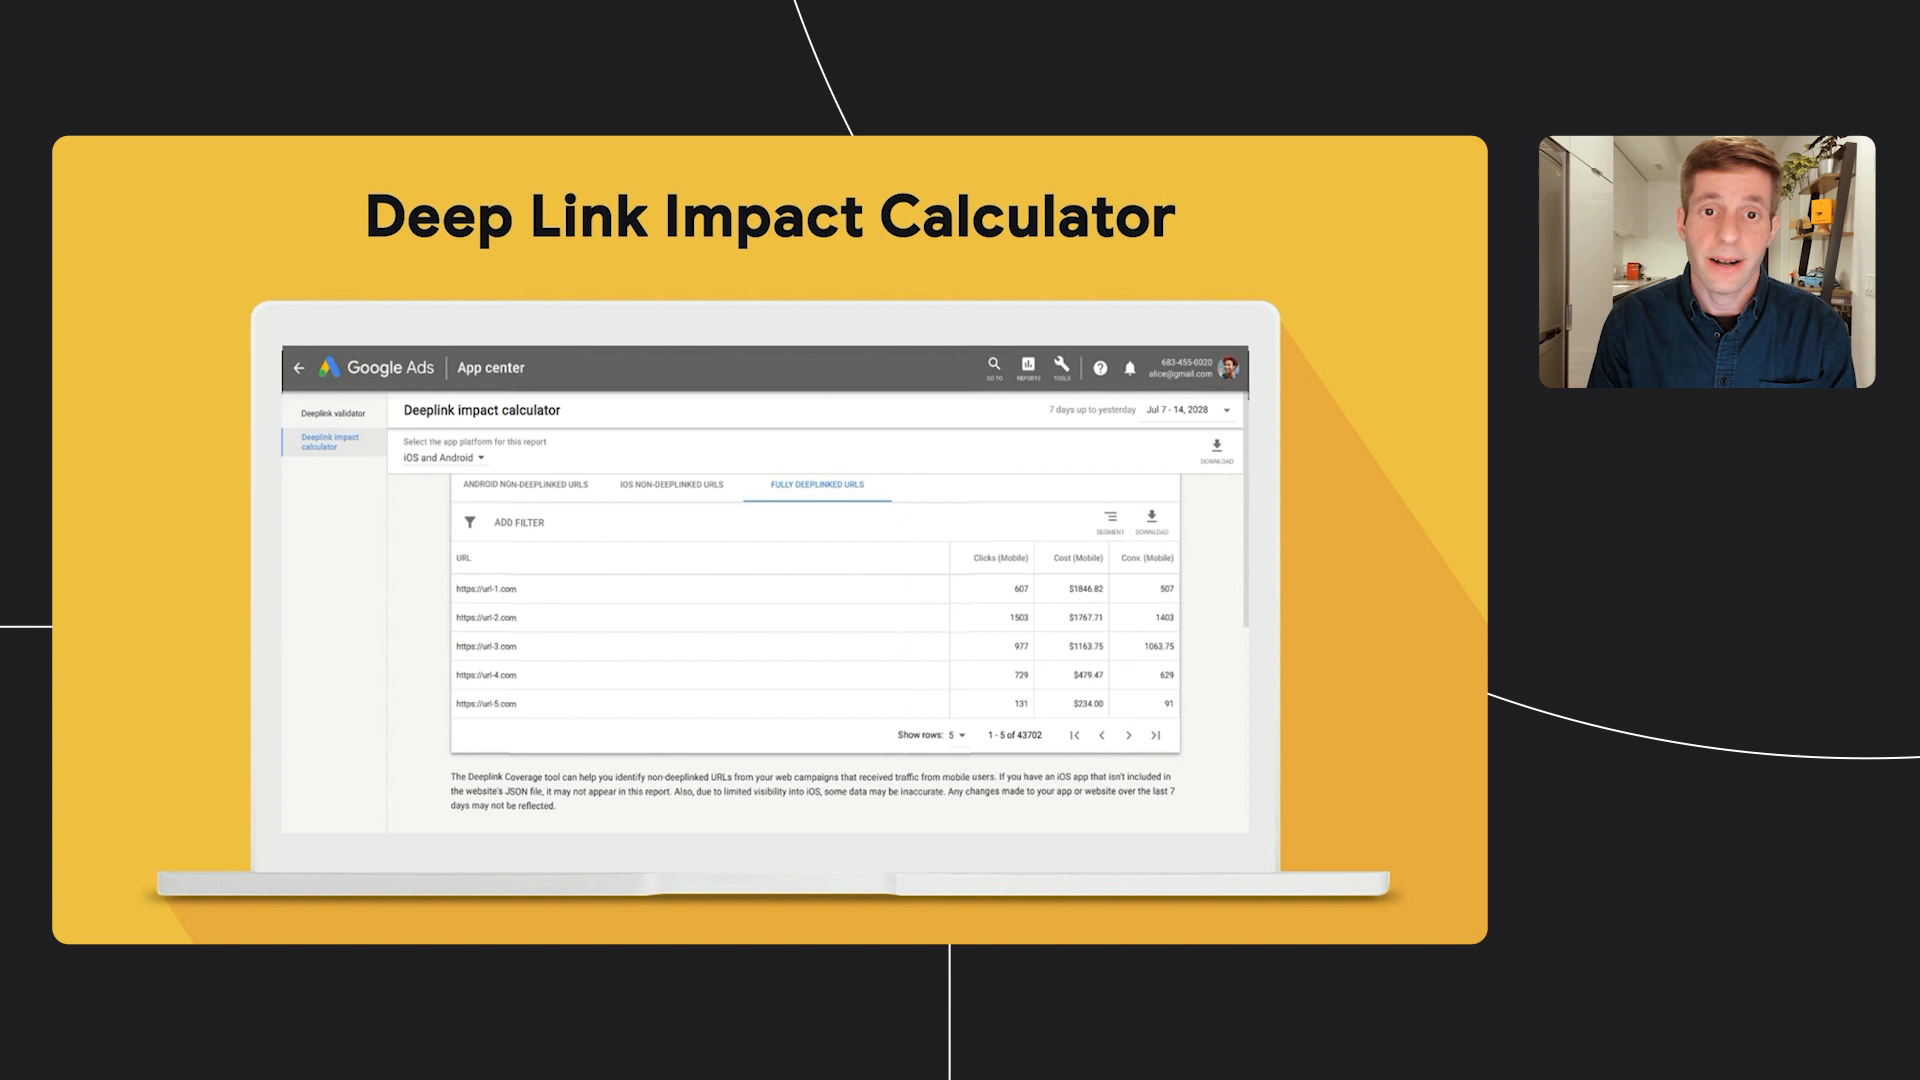 Deep Link Impact Calculator
Google Ads App center
GO TO REPORTS TOOLS
683-455-0020
alice@gmail.com
Deeplink validator
Deeplink impact
calculator
Deeplink impact calculator
7 days up to yesterday Jul 7 - 14, 2028
Select the app platform for this report
iOS and Android
DOWNLOAD
ANDROID NON-DEEPLINKED URLS IOS NON-DEEPLINKED URLS FULLY DEEPLINKED URLS
ADD FILTER
SEGMENT DOWNLOAD
URL Clicks (Mobile) Cost (Mobile) Conv. (Mobile)
https://url-1.com 607 $1846.82 507
https://url-2.com 1503 $1767.71 1403
https://url-3.com 977 $1163.75 1063.75
https://url-4.com 729 $479.47 629
https://url-5.com 131 $234.00 91
Show rows: 5 1 - 5 of 43702
The Deeplink Coverage tool can help you identify non-deeplinked URLs from your web campaigns that received traffic from mobile users. If you have an iOS app that isn't included in
the website's JSON file, it may not appear in this report. Also, due to limited visibility into iOS, some data may be inaccurate. Any changes made to your app or website over the last 7
days may not be reflected.